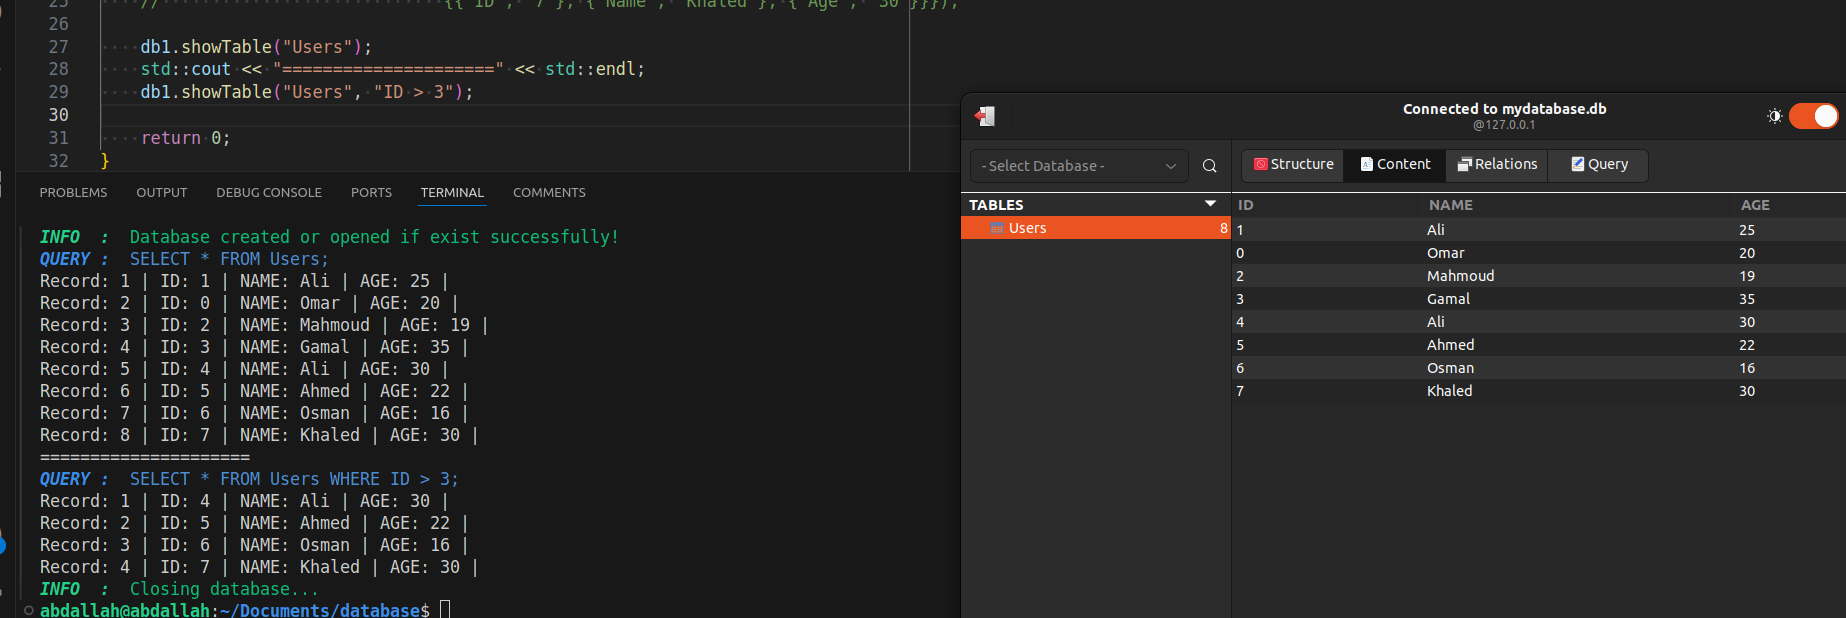 25 // {{"ID", "7"}, {"Name", "Khaled"}, {"Age", "30"}}});
26
27 db1.showTable("Users");
28 std::cout << "=====================" << std::endl;
29 db1.showTable("Users", "ID > 3");
30
31 return 0;
32 }
PROBLEMS OUTPUT DEBUG CONSOLE PORTS TERMINAL COMMENTS
INFO : Database created or opened if exist successfully!
QUERY : SELECT * FROM Users;
Record: 1 | ID: 1 | NAME: Ali | AGE: 25 |
Record: 2 | ID: 0 | NAME: Omar | AGE: 20 |
Record: 3 | ID: 2 | NAME: Mahmoud | AGE: 19 |
Record: 4 | ID: 3 | NAME: Gamal | AGE: 35 |
Record: 5 | ID: 4 | NAME: Ali | AGE: 30 |
Record: 6 | ID: 5 | NAME: Ahmed | AGE: 22 |
Record: 7 | ID: 6 | NAME: Osman | AGE: 16 |
Record: 8 | ID: 7 | NAME: Khaled | AGE: 30 |
=====================
QUERY : SELECT * FROM Users WHERE ID > 3;
Record: 1 | ID: 4 | NAME: Ali | AGE: 30 |
Record: 2 | ID: 5 | NAME: Ahmed | AGE: 22 |
Record: 3 | ID: 6 | NAME: Osman | AGE: 16 |
Record: 4 | ID: 7 | NAME: Khaled | AGE: 30 |
INFO : Closing database...
abdallah@abdallah:~/Documents/database$
Connected to mydatabase.db
@127.0.0.1
- Select Database -
Structure Content Relations Query
TABLES
Users 8
ID NAME AGE
1 Ali 25
0 Omar 20
2 Mahmoud 19
3 Gamal 35
4 Ali 30
5 Ahmed 22
6 Osman 16
7 Khaled 30